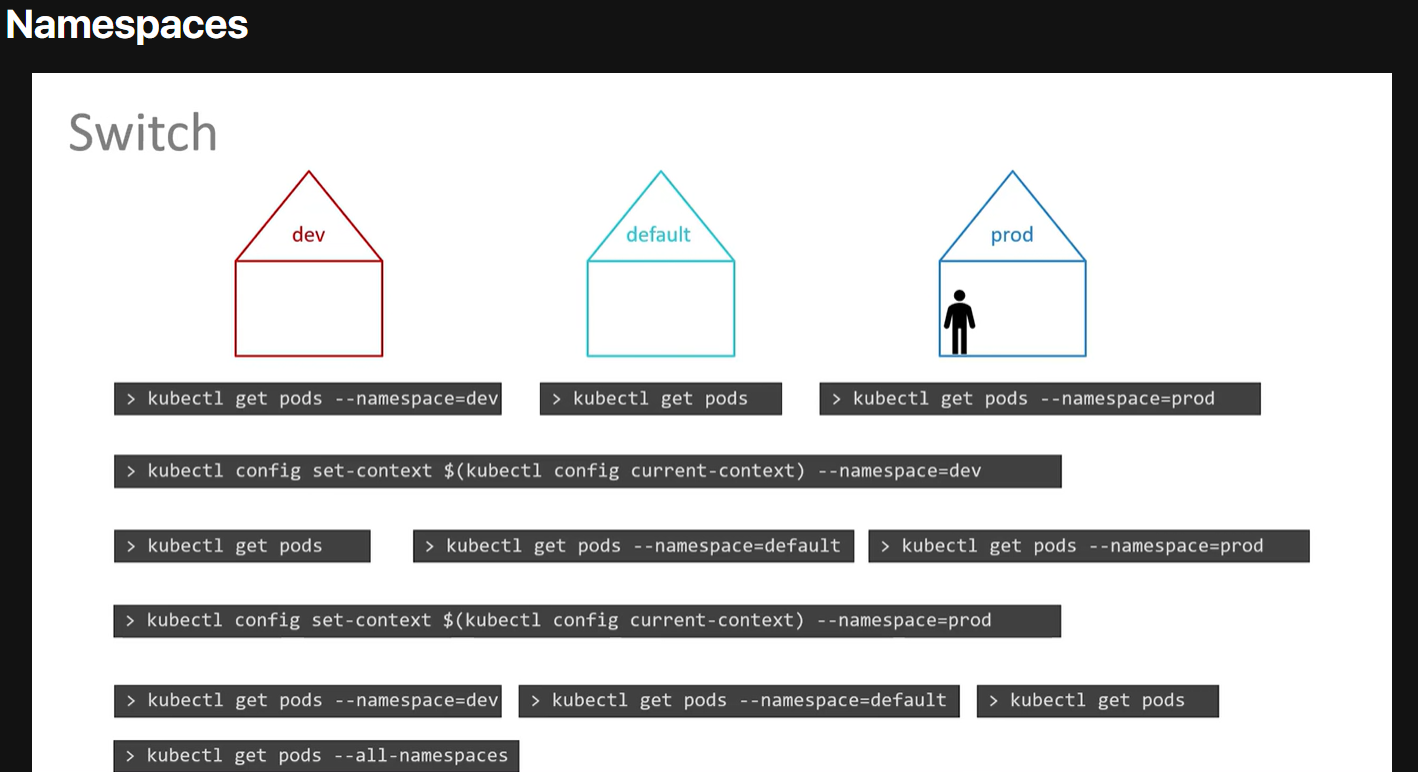 Namespaces
Switch
dev
default
prod
> kubectl get pods --namespace=dev
> kubectl get pods
> kubectl get pods --namespace=prod
> kubectl config set-context $(kubectl config current-context) --namespace=dev
> kubectl get pods
> kubectl get pods --namespace=default
> kubectl get pods --namespace=prod
> kubectl config set-context $(kubectl config current-context) --namespace=prod
> kubectl get pods --namespace=dev
> kubectl get pods --namespace=default
> kubectl get pods
> kubectl get pods --all-namespaces